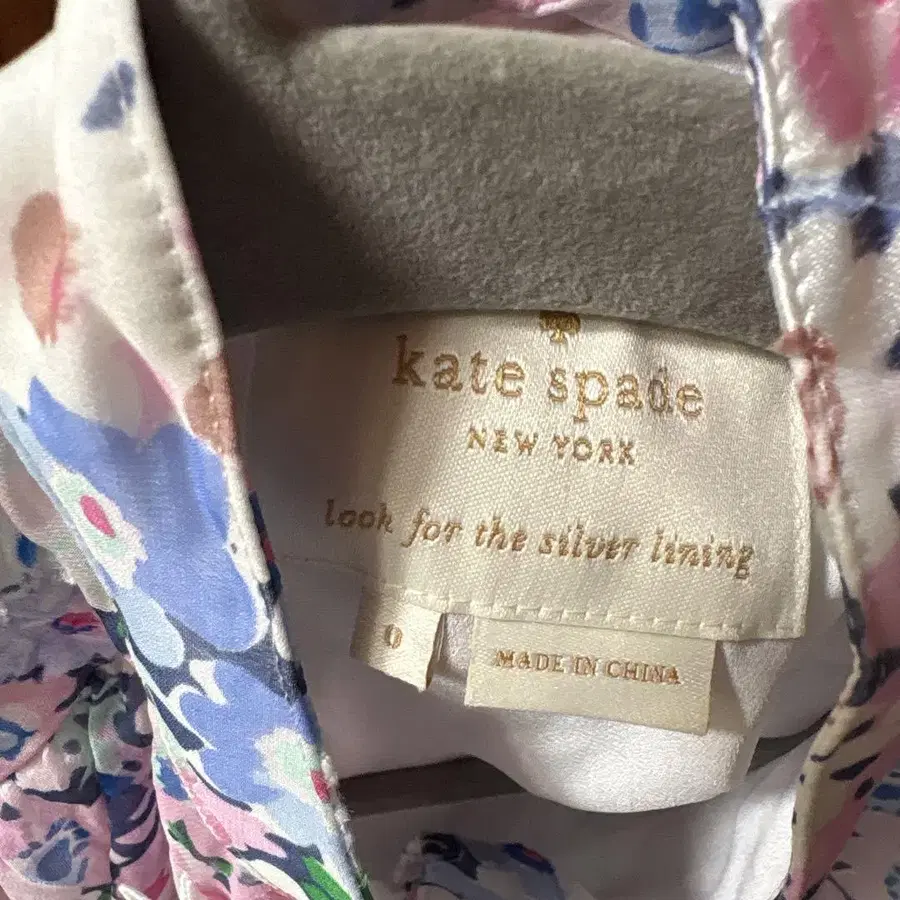 kate spade
NEW YORK
look for the silver lining
0
MADE IN CHINA